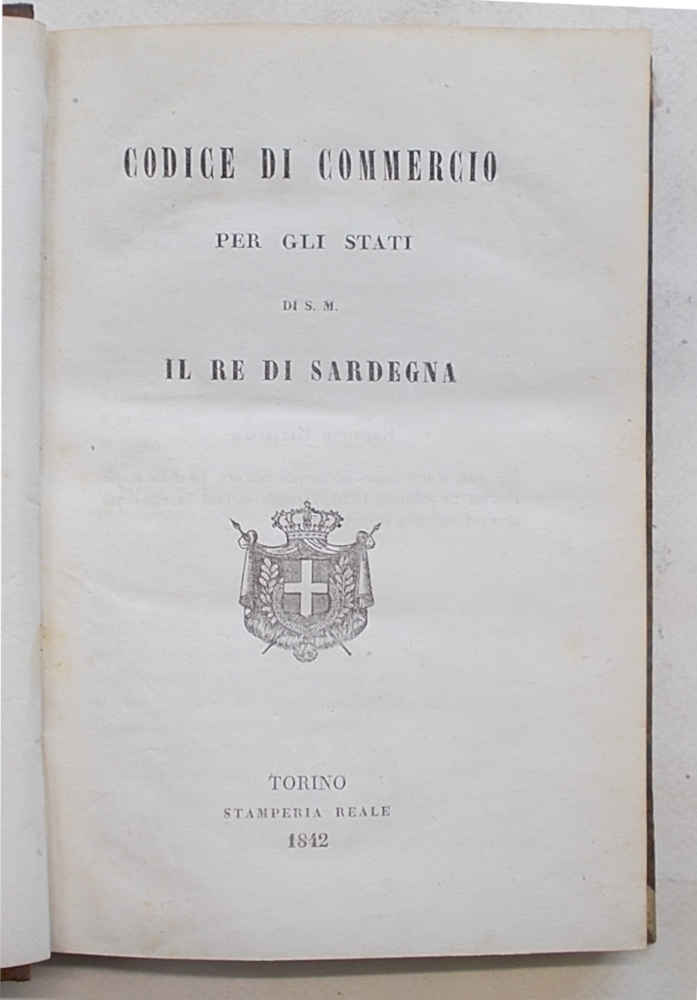 CODICE DI COMMERCIO
PER GLI STATI
DI S. M.
IL RE DI SARDEGNA
TORINO
STAMPERIA REALE
1842